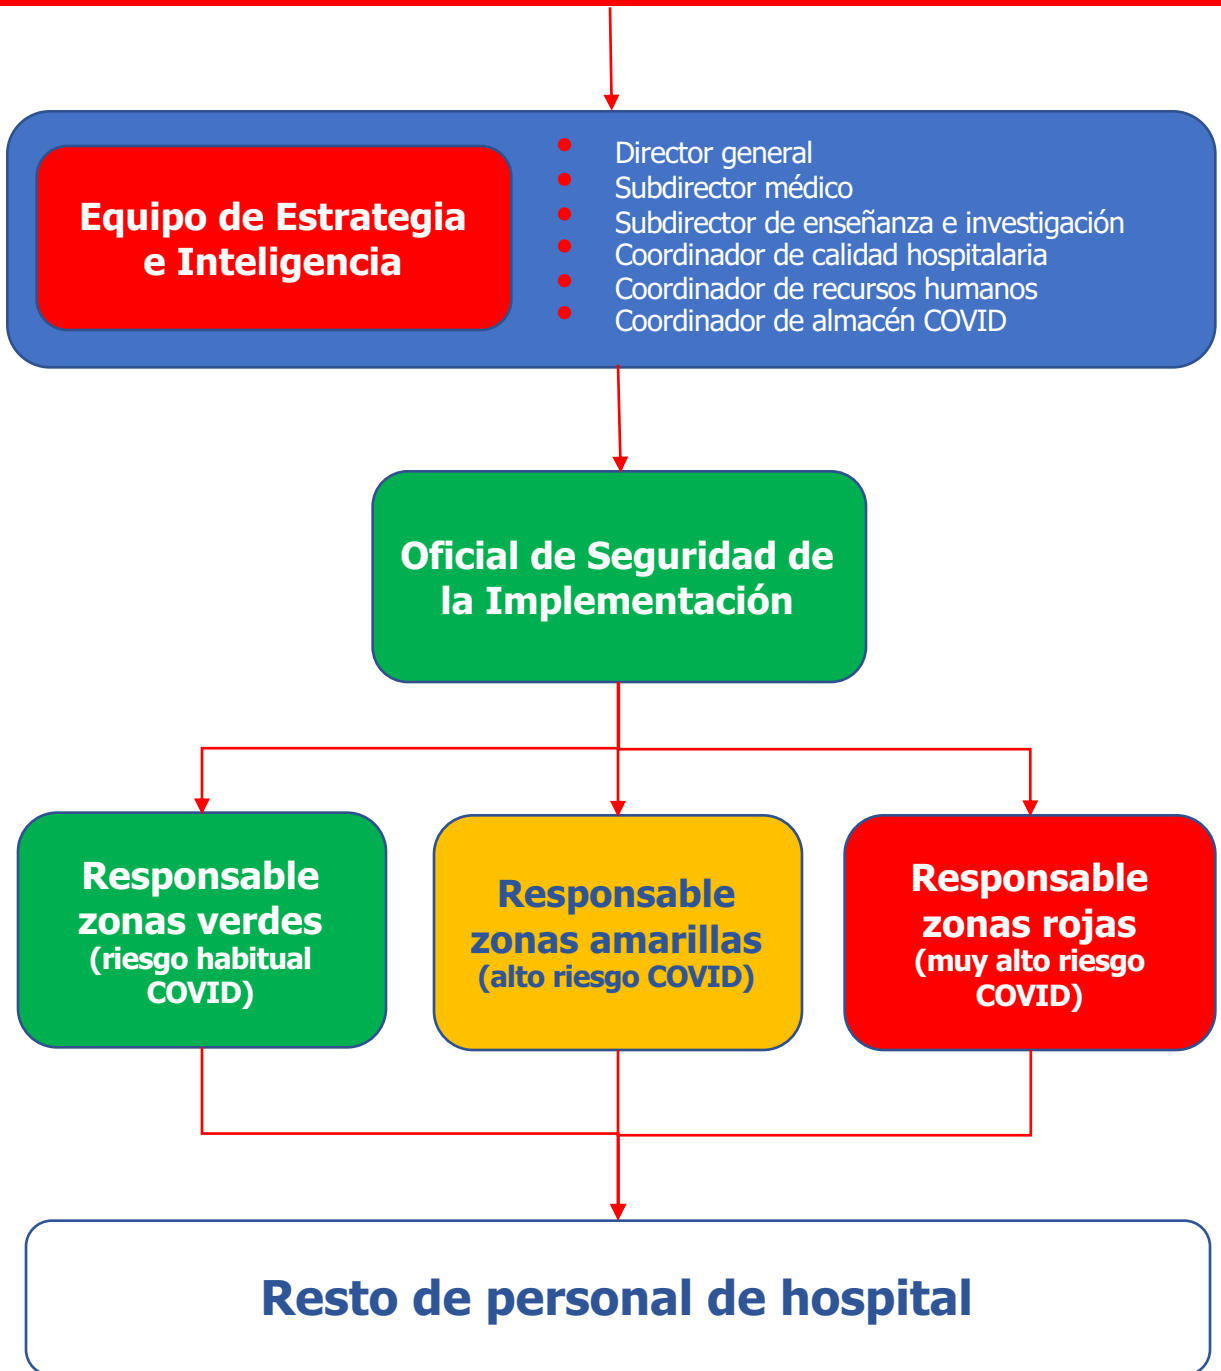 Equipo de Estrategia
e Inteligencia
• Director general
• Subdirector médico
• Subdirector de enseñanza e investigación
• Coordinador de calidad hospitalaria
• Coordinador de recursos humanos
• Coordinador de almacén COVID
Oficial de Seguridad de
la Implementación
Responsable
zonas verdes
(riesgo habitual
COVID)
Responsable
zonas amarillas
(alto riesgo COVID)
Responsable
zonas rojas
(muy alto riesgo
COVID)
Resto de personal de hospital